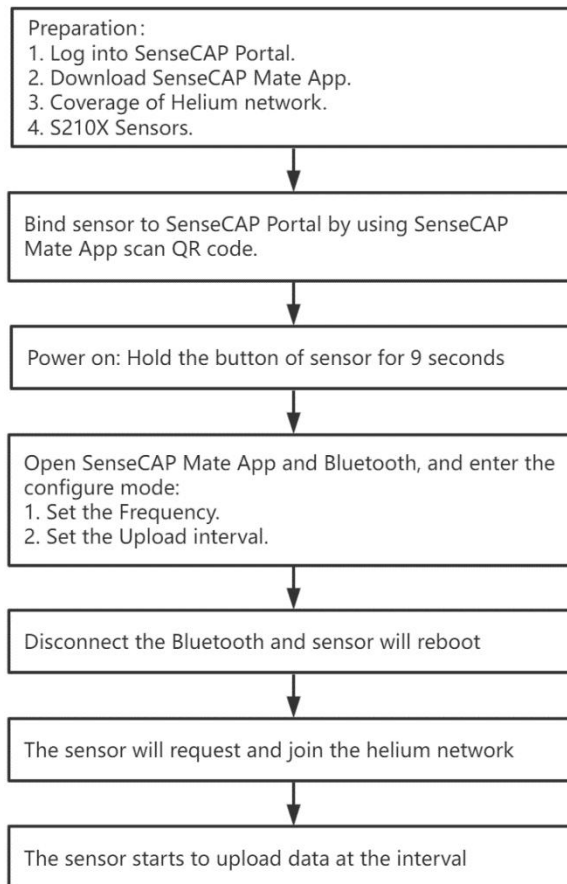 Preparation:
1. Log into SenseCAP Portal.
2. Download SenseCAP Mate App.
3. Coverage of Helium network.
4. S210X Sensors.
Bind sensor to SenseCAP Portal by using SenseCAP
Mate App scan QR code.
Power on: Hold the button of sensor for 9 seconds
Open SenseCAP Mate App and Bluetooth, and enter the
configure mode:
1. Set the Frequency.
2. Set the Upload interval.
Disconnect the Bluetooth and sensor will reboot
The sensor will request and join the helium network
The sensor starts to upload data at the interval